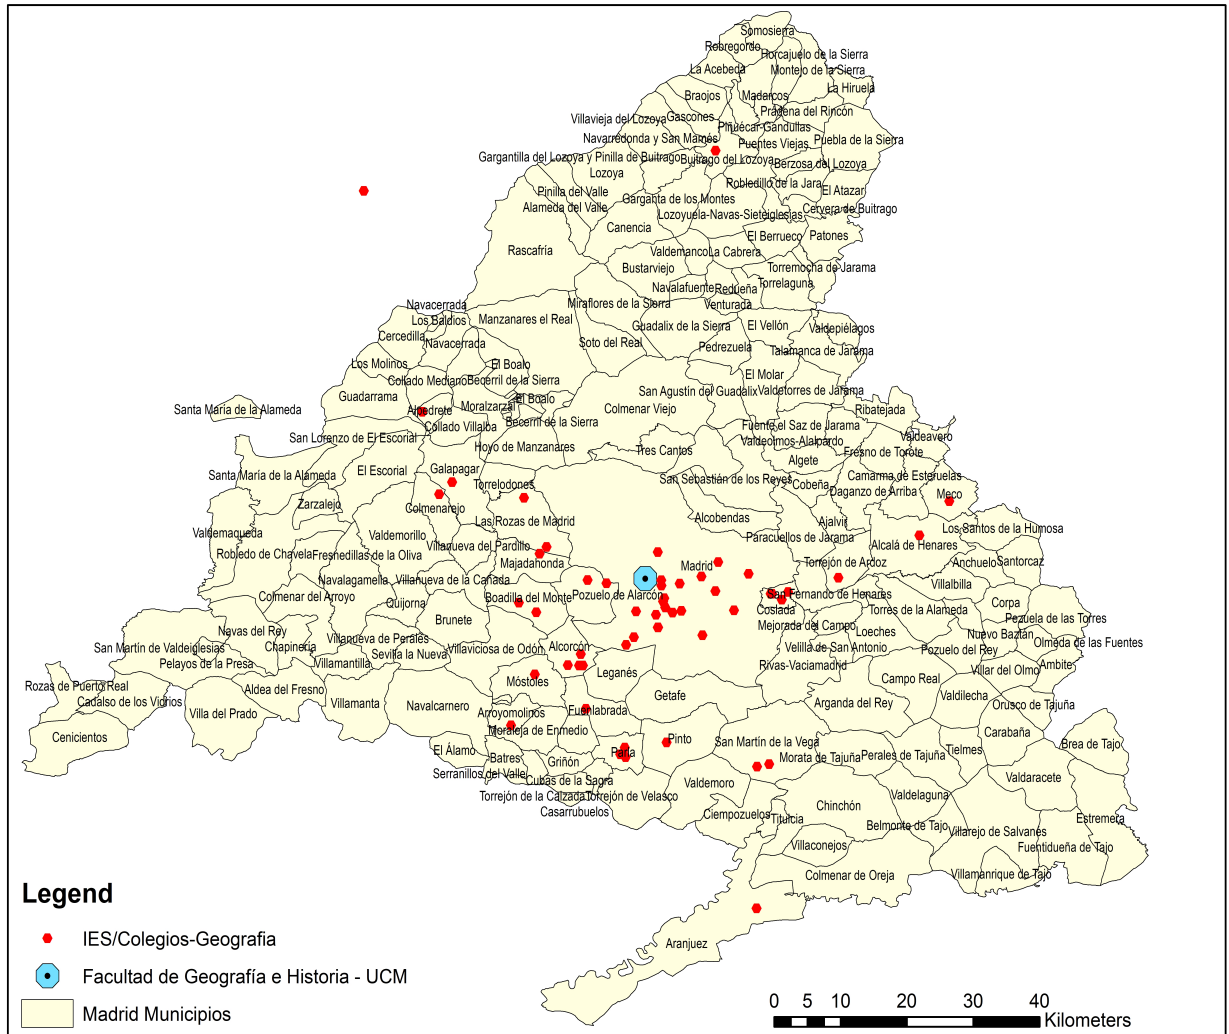 Somosierra
Robregordo
Horcajuelo de la Sierra
La Acebeda
Montejo de la Sierra
La Hiruela
Braojos
Madarcos
Prádena del Rincón
Villavieja del Lozoya
Gascones
Piñuécar-Gandullas
Navarredonda y San Mamés
Puentes Viejas
Puebla de la Sierra
Gargantilla del Lozoya y Pinilla de Buitrago
Buitrago del Lozoya
Berzosa del Lozoya
Lozoya
Robledillo de la Jara
Pinilla del Valle
El Atazar
Garganta de los Montes
Alameda del Valle
Cervera de Buitrago
Lozoyuela-Navas-Sieteiglesias
Canencia
El Berrueco
Patones
Rascafría
Valdemanco
La Cabrera
Bustarviejo
Torremocha de Jarama
Navalafuente
Redueña
Torrelaguna
Navacerrada
Miraflores de la Sierra
Venturada
Los Baldios
Manzanares el Real
Guadalix de la Sierra
El Vellón
Valdepiélagos
Cercedilla
Navacerrada
Soto del Real
Pedrezuela
Talamanca de Jarama
Los Molinos
El Boalo
Collado Mediano
Becerril de la Sierra
El Molar
Guadarrama
San Agustín del Guadalix
Valdetorres de Jarama
Santa María de la Alameda
Alpedrete
Moralzarzal
El Boalo
Colmenar Viejo
Ribatejada
Collado Villalba
Becerril de la Sierra
Fuente el Saz de Jarama
San Lorenzo de El Escorial
Hoyo de Manzanares
Tres Cantos
Valdeolmos-Alalpardo
Valdeavero
Fresno de Torote
Santa María de la Alameda
El Escorial
Galapagar
Algete
Torrelodones
San Sebastián de los Reyes
Cobeña
Camarma de Esteruelas
Daganzo de Arriba
Meco
Zarzalejo
Colmenarejo
Las Rozas de Madrid
Alcobendas
Ajalvir
Los Santos de la Humosa
Valdemaqueda
Valdemorillo
Paracuellos de Jarama
Alcalá de Henares
Robledo de Chavela
Fresnedillas de la Oliva
Villanueva del Pardillo
Majadahonda
Madrid
Torrejón de Ardoz
Anchuelo
Santorcaz
Navalagamella
Villanueva de la Cañada
Villalbilla
Colmenar del Arroyo
Quijorna
Boadilla del Monte
Pozuelo de Alarcón
San Fernando de Henares
Corpa
Coslada
Torres de la Alameda
Pezuela de las Torres
Brunete
Mejorada del Campo
Loeches
Nuevo Baztán
Navas del Rey
Villanueva de Perales
Olmeda de las Fuentes
San Martín de Valdeiglesias
Chapinería
Sevilla la Nueva
Villaviciosa de Odón
Alcorcón
Velilla de San Antonio
Pozuelo del Rey
Pelayos de la Presa
Villamantilla
Leganés
Rivas-Vaciamadrid
Villar del Olmo
Ambite
Rozas de Puerto Real
Aldea del Fresno
Móstoles
Campo Real
Cadalso de los Vidrios
Villamanta
Navalcarnero
Getafe
Arganda del Rey
Valdilecha
Orusco de Tajuña
Villa del Prado
Arroyomolinos
Fuenlabrada
Cenicientos
Moraleja de Enmedio
Pinto
San Martín de la Vega
Carabaña
El Álamo
Parla
Morata de Tajuña
Perales de Tajuña
Tielmes
Brea de Tajo
Batres
Griñón
Serranillos del Valle
Cubas de la Sagra
Valdemoro
Valdaracete
Torrejón de la Calzada
Torrejón de Velasco
Chinchón
Valdelaguna
Casarrubuelos
Ciempozuelos
Titulcia
Belmonte de Tajo
Villarejo de Salvanés
Estremera
Villaconejos
Fuentidueña de Tajo
Colmenar de Oreja
Villamanrique de Tajo
Aranjuez
Legend
IES/Colegios-Geografia
Facultad de Geografía e Historia - UCM
Madrid Municipios
0 5 10 20 30 40
Kilometers